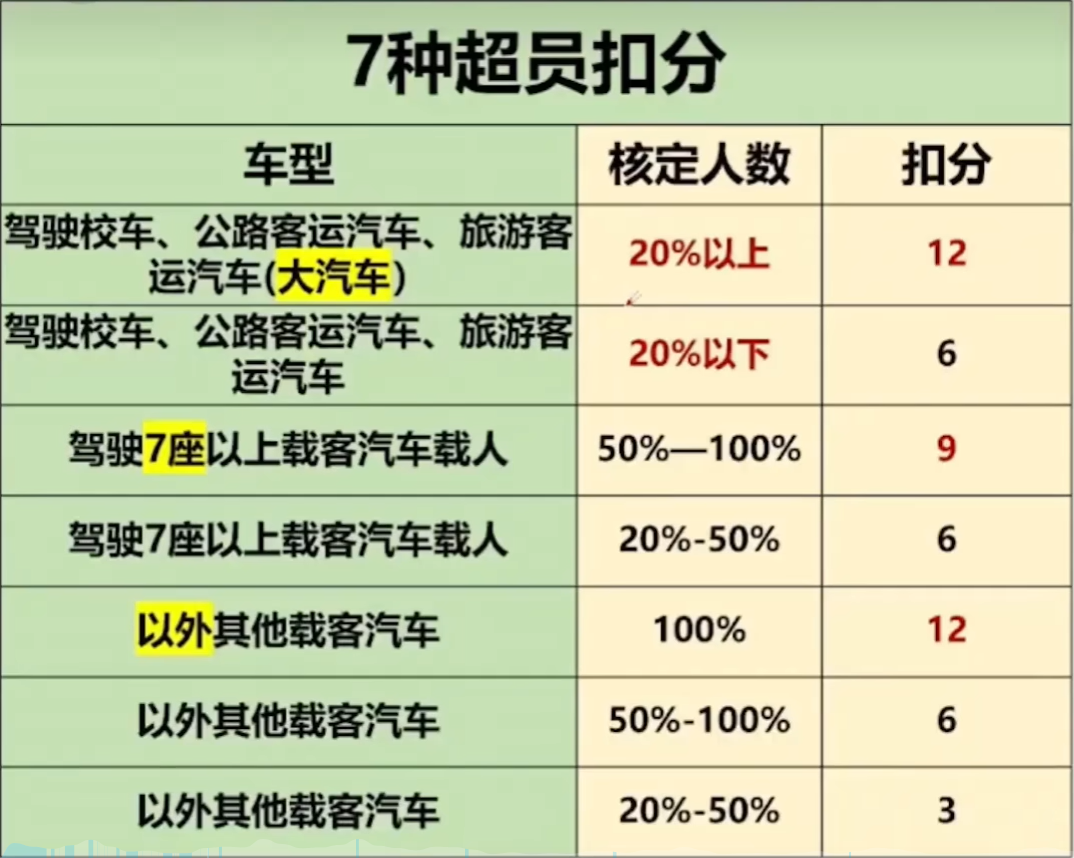 7种超员扣分
车型 核定人数 扣分
驾驶校车、公路客运汽车、旅游客
运汽车(大汽车) 20%以上 12
驾驶校车、公路客运汽车、旅游客
运汽车 20%以下 6
驾驶7座以上载客汽车载人 50%—100% 9
驾驶7座以上载客汽车载人 20%-50% 6
以外其他载客汽车 100% 12
以外其他载客汽车 50%-100% 6
以外其他载客汽车 20%-50% 3